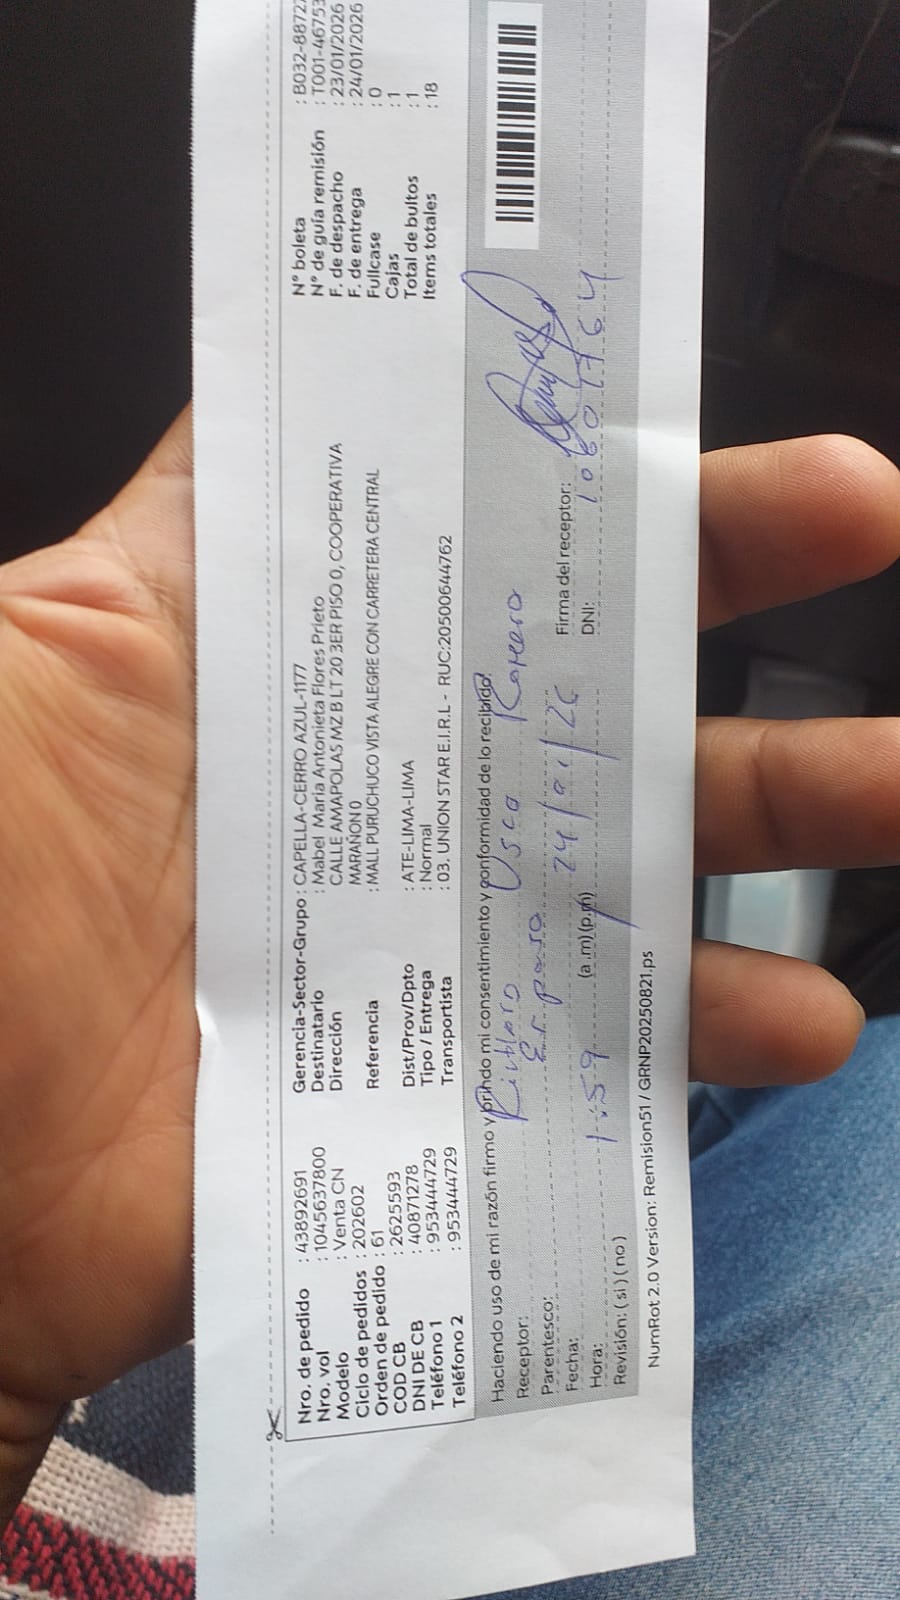 Nro. de pedido : 43892691
Nro. vol : 1045637800
Modelo : Venta CN
Ciclo de pedidos : 202602
Orden de pedido : 61
COD CB : 2625593
DNI DE CB : 40871278
Teléfono 1 : 953444729
Teléfono 2 : 953444729
Gerencia-Sector-Grupo : CAPELLA-CERRO AZUL-1177
Destinatario : Mabel Maria Antonieta Flores Prieto
Dirección CALLE AMAPOLAS MZ B LT 20 3ER PISO 0, COOPERATIVA
MARAÑON 0
Referencia : MALL PURUCHUCO VISTA ALEGRE CON CARRETERA CENTRAL
Dist/Prov/Dpto : ATE-LIMA-LIMA
Tipo / Entrega : Normal
Transportista : 03. UNION STAR E.I.R.L - RUC:20500644762
N° boleta : B032-8872
N° de guía remisión : T001-46753
F. de despacho : 23/01/2026
F. de entrega : 24/01/2026
Fullcase : 0
Cajas : 1
Total de bultos : 1
Items totales : 18
Haciendo uso de mi razón firmo y brindo mi consentimiento y conformidad de lo recibido.
Receptor: Usca Romero
Parentesco: Esposo
Fecha: 24/01/26
Firma del receptor:
Hora: 1:59 (a.m)(p.m)
DNI:
Revisión: ( si ) ( no )
NumRot 2.0 Version: Remision51 / GRNP20250821.ps